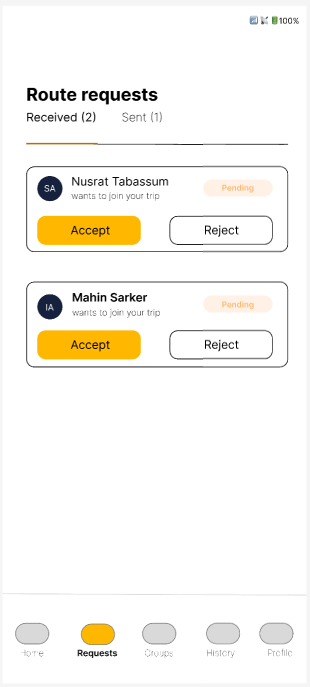 100%
Route requests
Received (2) Sent (1)
SA Nusrat Tabassum Pending
wants to join your trip
Accept Reject
IA Mahin Sarker Pending
wants to join your trip
Accept Reject
Home Requests Groups History Profile